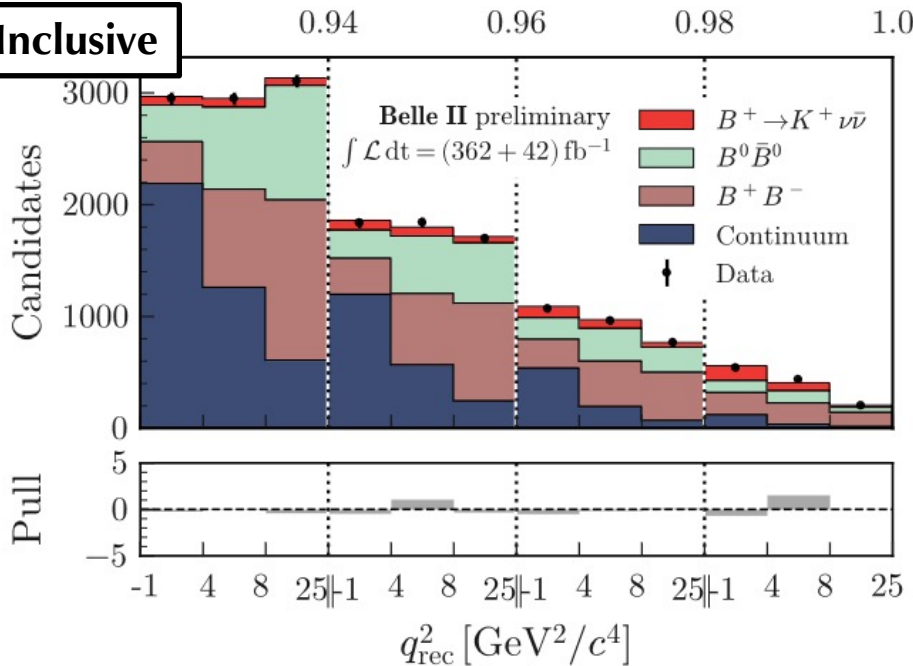 Inclusive
0.94 0.96 0.98 1.0
Candidates
3000
2000
1000
0
Belle II preliminary
∫ L dt = (362 + 42) fb⁻¹
B⁺ → K⁺ νν̄
B⁰B̄⁰
B⁺B⁻
Continuum
Data
Pull
5
0
−5
-1 4 8 25 -1 4 8 25 -1 4 8 25 -1 4 8 25
q²rec [GeV²/c⁴]